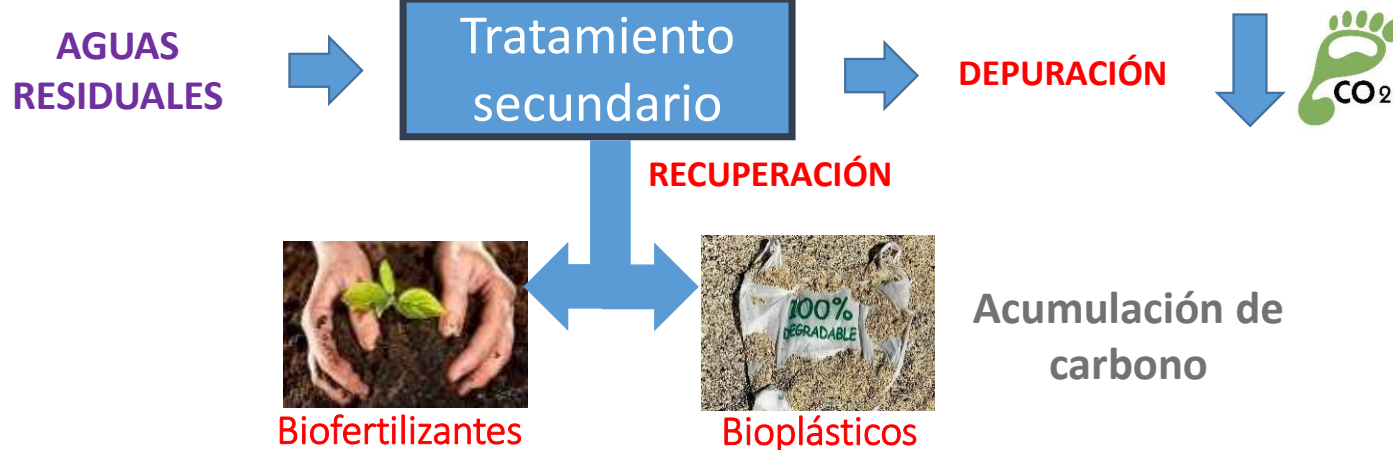 AGUAS
RESIDUALES
Tratamiento
secundario
DEPURACIÓN
CO2
RECUPERACIÓN
100%
DEGRADABLE
Acumulación de
carbono
Biofertilizantes
Bioplásticos